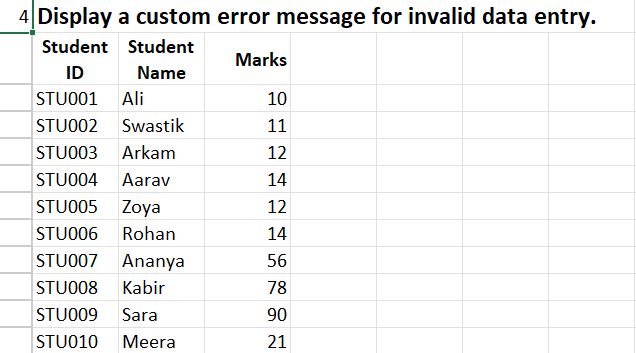 4 Display a custom error message for invalid data entry.
Student ID Student Name Marks
STU001 Ali 10
STU002 Swastik 11
STU003 Arkam 12
STU004 Aarav 14
STU005 Zoya 12
STU006 Rohan 14
STU007 Ananya 56
STU008 Kabir 78
STU009 Sara 90
STU010 Meera 21